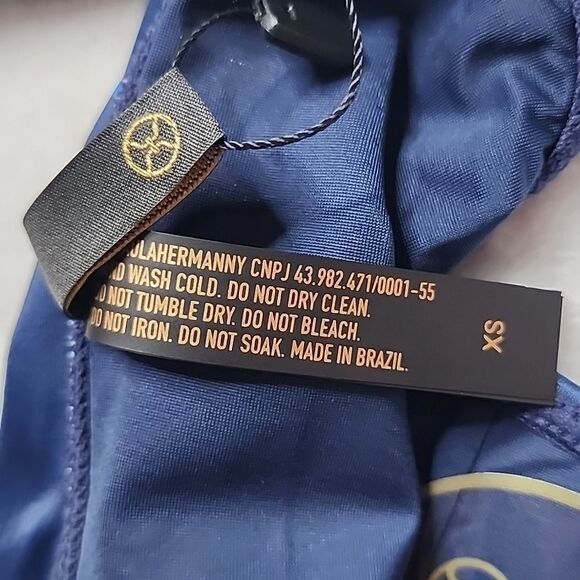 CNPJ 43.982.471/0001-55
WASH COLD. DO NOT DRY CLEAN.
NOT TUMBLE DRY. DO NOT BLEACH.
DO NOT IRON. DO NOT SOAK. MADE IN BRAZIL.
XS